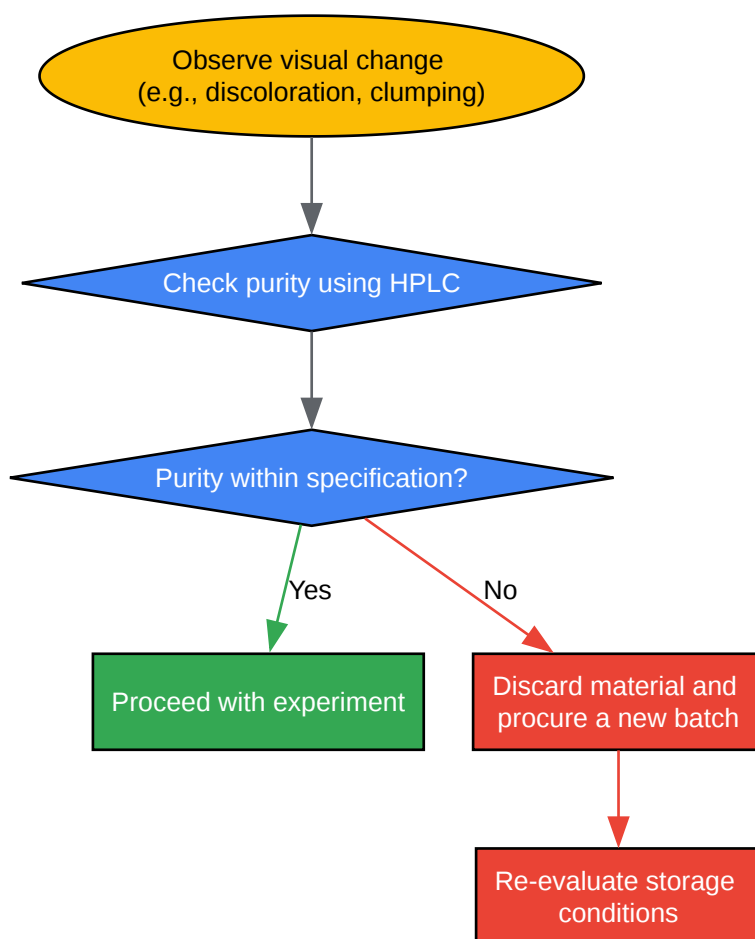 Observe visual change
(e.g., discoloration, clumping)
Check purity using HPLC
Purity within specification?
Yes
No
Proceed with experiment
Discard material and
procure a new batch
Re-evaluate storage
conditions